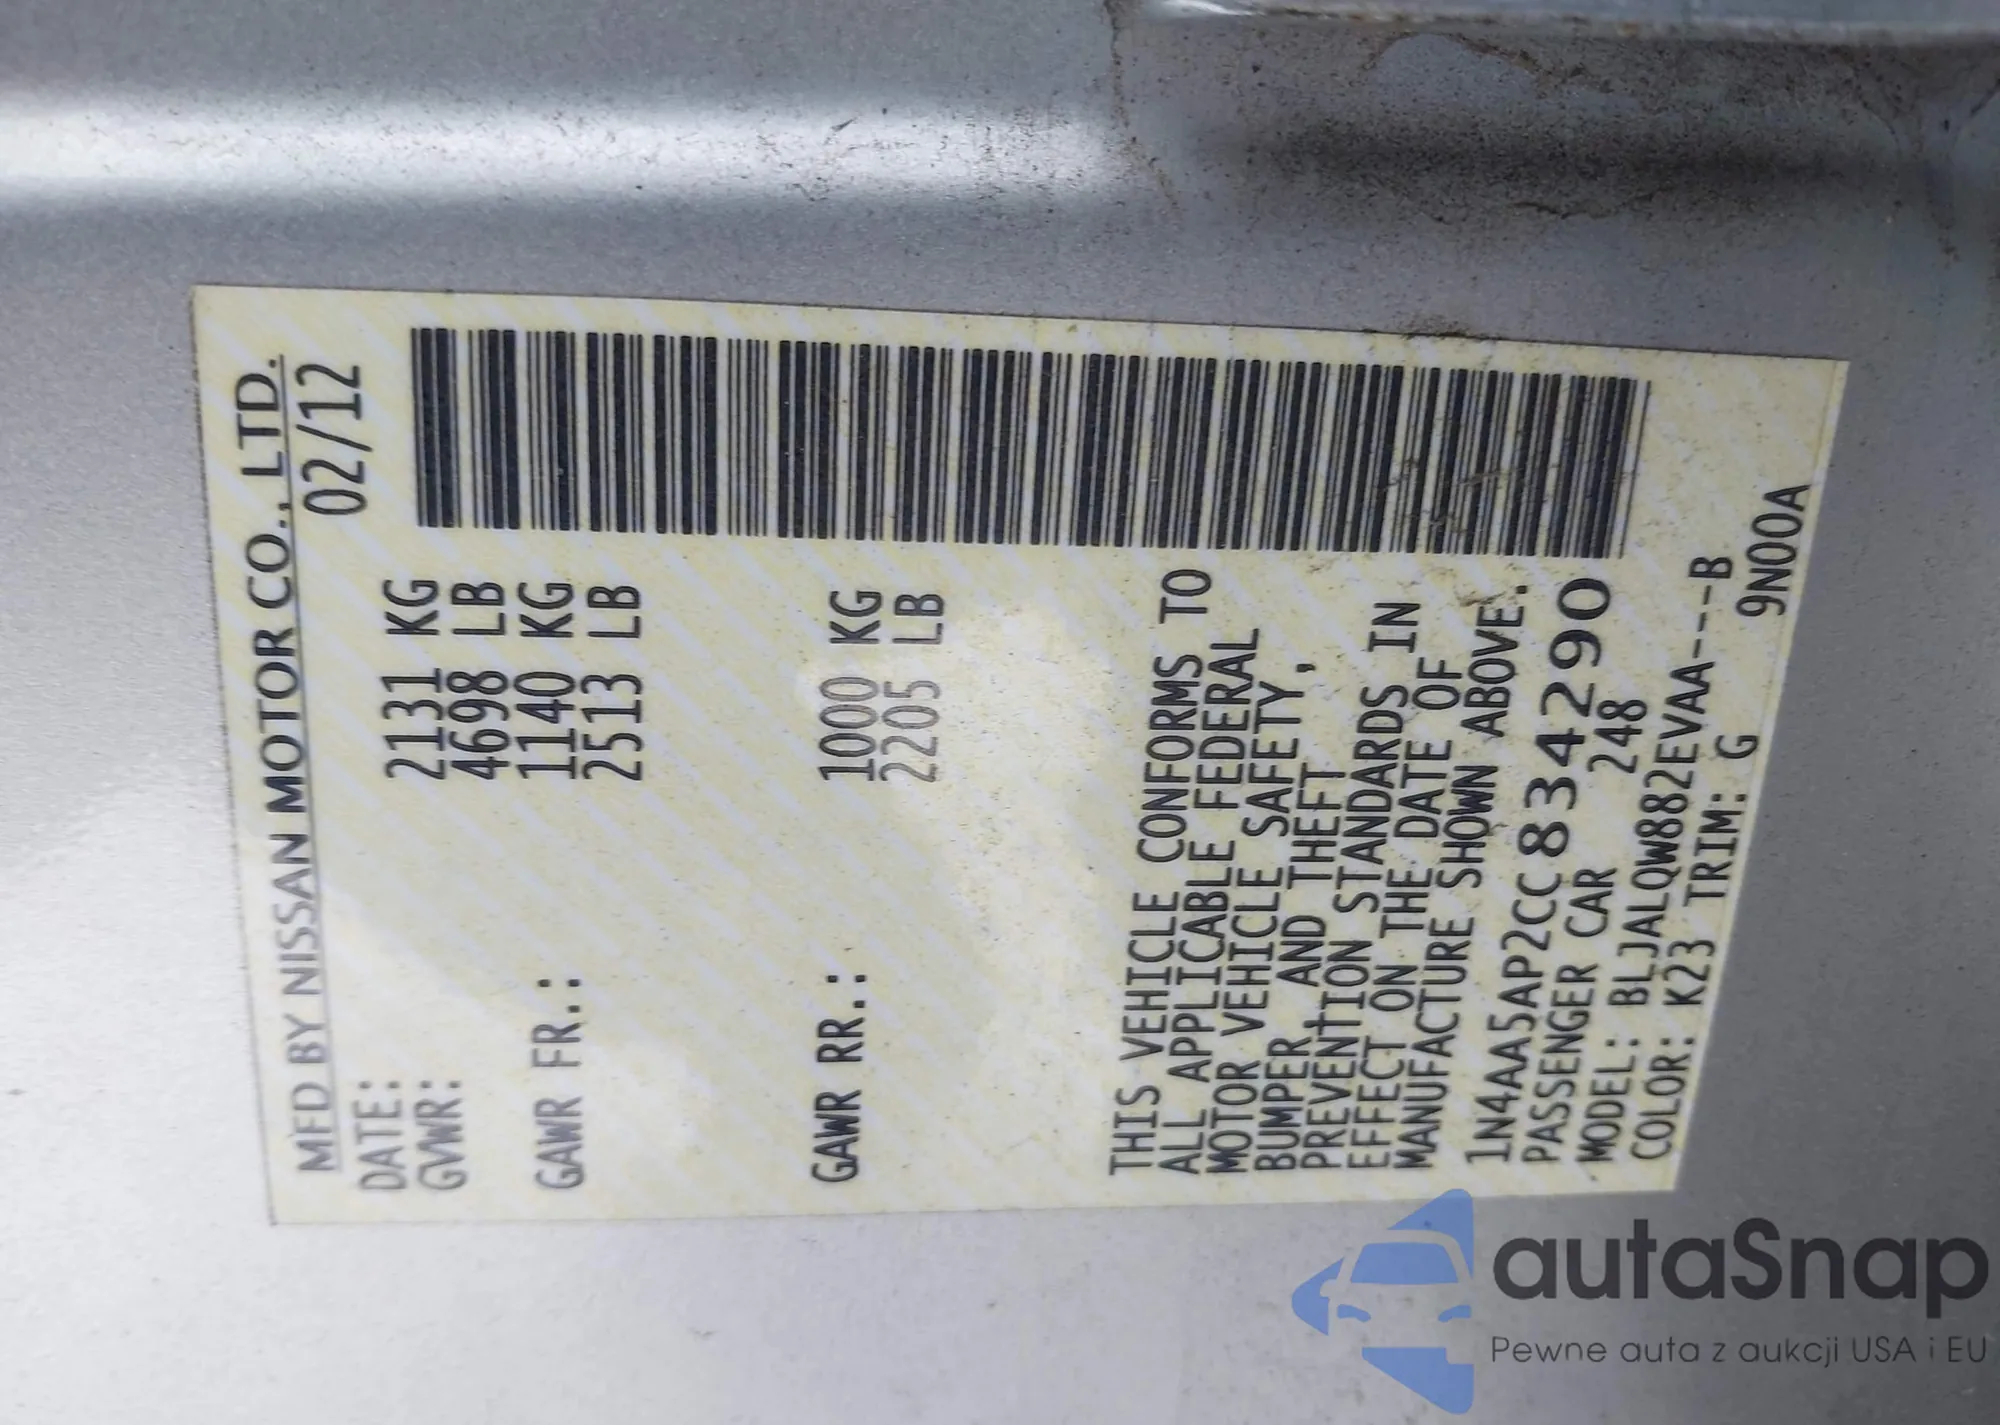 MFD BY NISSAN MOTOR CO., LTD.
DATE: 02/12
GVWR: 2131 KG
4698 LB
GAWR FR.: 1140 KG
2513 LB
GAWR RR.: 1000 KG
2205 LB
THIS VEHICLE CONFORMS TO
ALL APPLICABLE FEDERAL
MOTOR VEHICLE SAFETY,
BUMPER AND THEFT
PREVENTION STANDARDS IN
EFFECT ON THE DATE OF
MANUFACTURE SHOWN ABOVE.
1N4AA5AP2CC834290
PASSENGER CAR 248
MODEL: BLJALQW882EVAA----B
COLOR: K23 TRIM: G 9N00A
autaSnap
Pewne auta z aukcji USA i EU